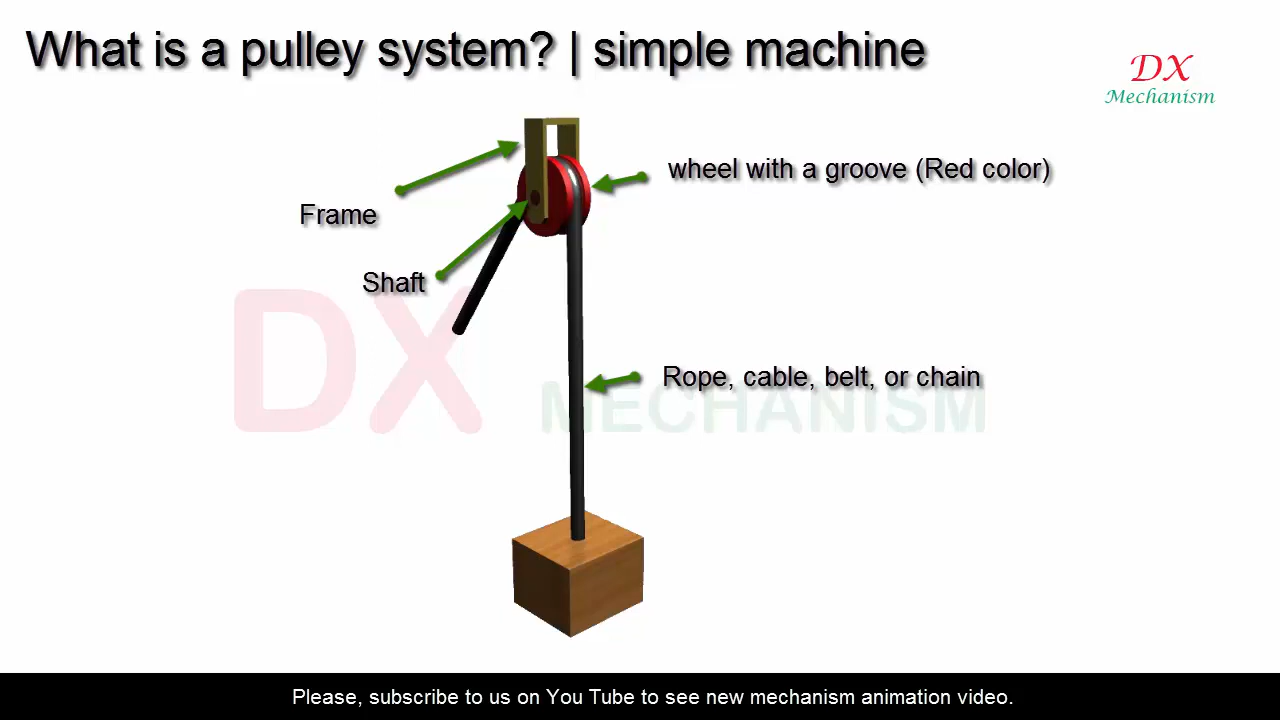 What is a pulley system? | simple machine
DX
Mechanism
wheel with a groove (Red color)
Frame
Shaft
DX
MECHANISM
Rope, cable, belt, or chain
Please, subscribe to us on You Tube to see new mechanism animation video.